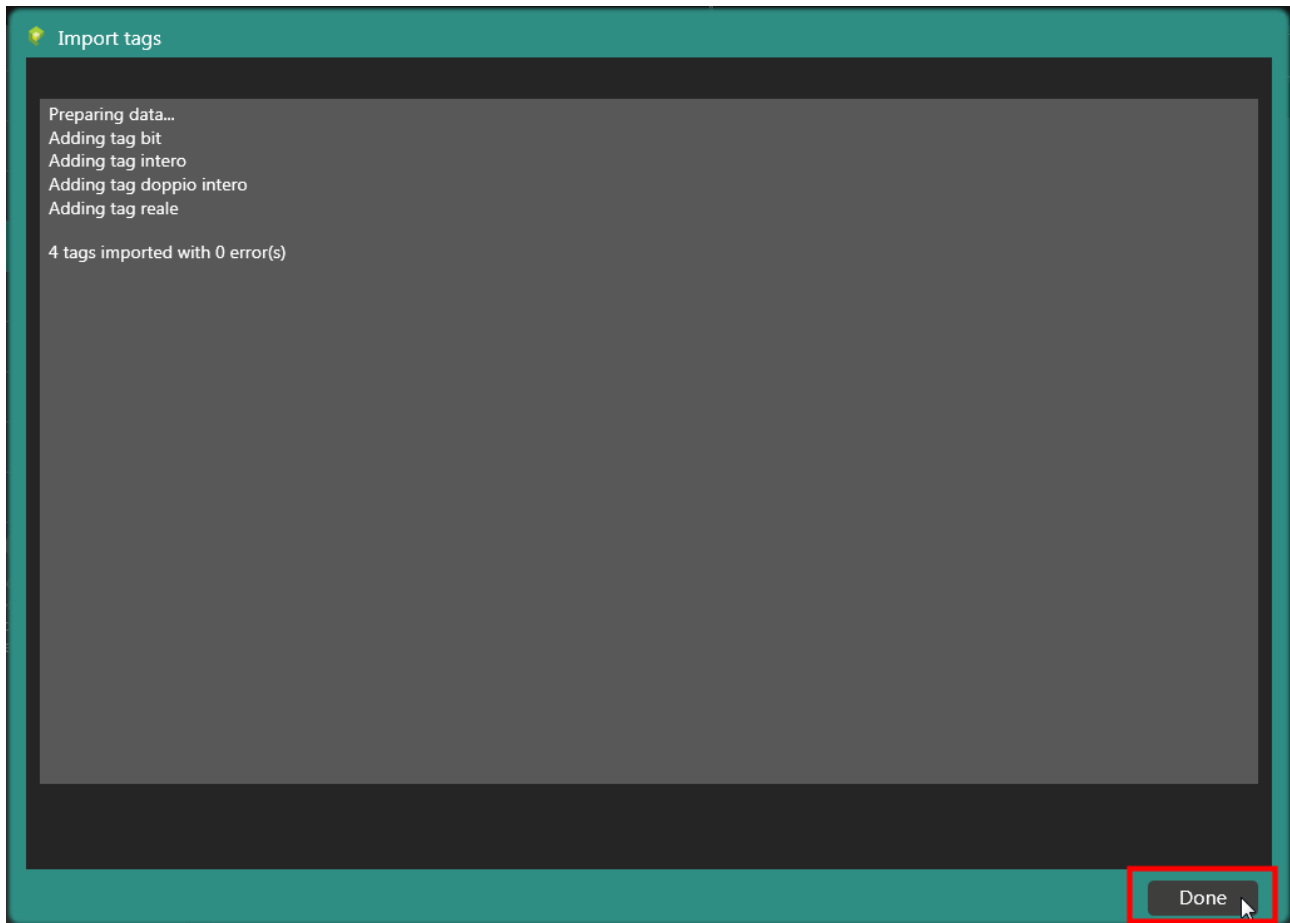 Import tags
Preparing data...
Adding tag bit
Adding tag intero
Adding tag doppio intero
Adding tag reale
4 tags imported with 0 error(s)
Done